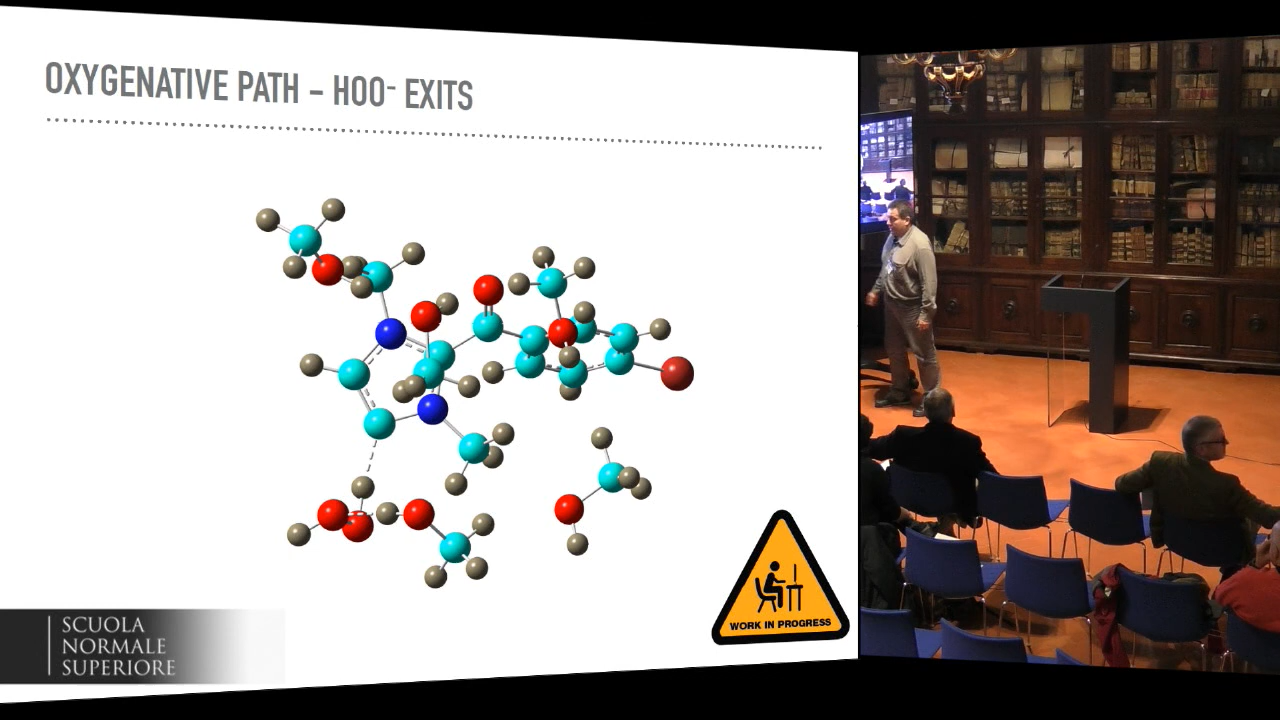 OXYGENATIVE PATH – HOO⁻ EXITS
WORK IN PROGRESS
SCUOLA
NORMALE
SUPERIORE